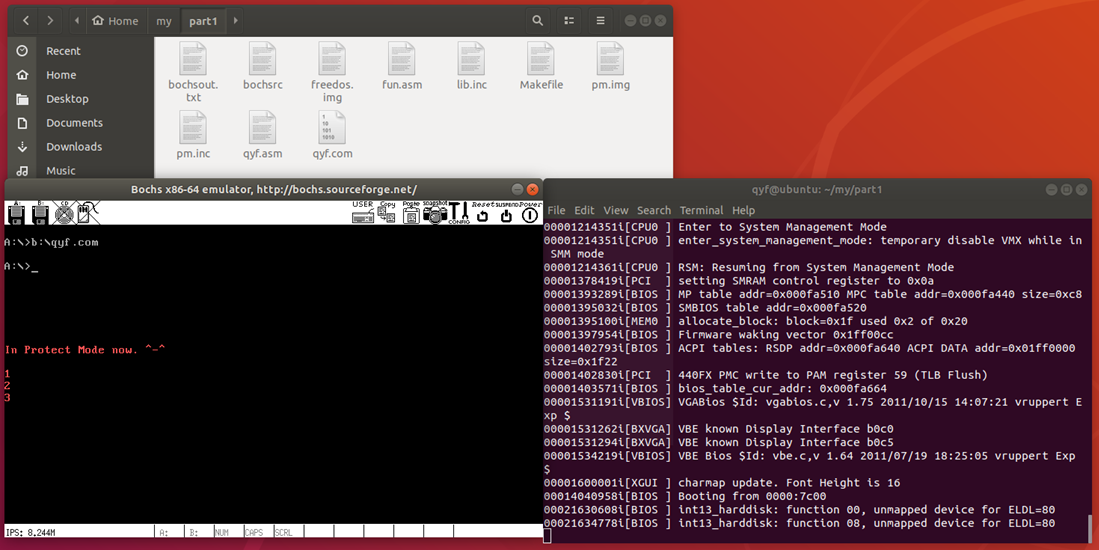 Home my part1
Recent
Home
Desktop
Documents
Downloads
Music
bochsout.
txt
bochsrc
freedos.
img
fun.asm
lib.inc
Makefile
pm.img
pm.inc
qyf.asm
qyf.com
Bochs x86-64 emulator, http://bochs.sourceforge.net/
A: B: CD USER Copy Paste snapshot CONFIG Reset SUSPEND Power
A:\>b:\qyf.com
A:\>_
In Protect Mode now. ^-^
1
2
3
IPS: 8.244M A: B: NUM CAPS SCRL
qyf@ubuntu: ~/my/part1
File Edit View Search Terminal Help
00001214351i[CPU0 ] Enter to System Management Mode
00001214351i[CPU0 ] enter_system_management_mode: temporary disable VMX while in
SMM mode
00001214361i[CPU0 ] RSM: Resuming from System Management Mode
00001378419i[PCI ] setting SMRAM control register to 0x0a
00001393289i[BIOS ] MP table addr=0x000fa510 MPC table addr=0x000fa440 size=0xc8
00001395032i[BIOS ] SMBIOS table addr=0x000fa520
00001395100i[MEM0 ] allocate_block: block=0x1f used 0x2 of 0x20
00001397954i[BIOS ] Firmware waking vector 0x1ff00cc
00001402793i[BIOS ] ACPI tables: RSDP addr=0x000fa640 ACPI DATA addr=0x01ff0000
size=0x1f22
00001402830i[PCI ] 440FX PMC write to PAM register 59 (TLB Flush)
00001403571i[BIOS ] bios_table_cur_addr: 0x000fa664
00001531191i[VBIOS] VGABios $Id: vgabios.c,v 1.75 2011/10/15 14:07:21 vruppert E
xp $
00001531262i[BXVGA] VBE known Display Interface b0c0
00001531294i[BXVGA] VBE known Display Interface b0c5
00001534219i[VBIOS] VBE Bios $Id: vbe.c,v 1.64 2011/07/19 18:25:05 vruppert Exp
$
00001600001i[XGUI ] charmap update. Font Height is 16
00014040958i[BIOS ] Booting from 0000:7c00
00021630608i[BIOS ] int13_harddisk: function 00, unmapped device for ELDL=80
00021634778i[BIOS ] int13_harddisk: function 08, unmapped device for ELDL=80